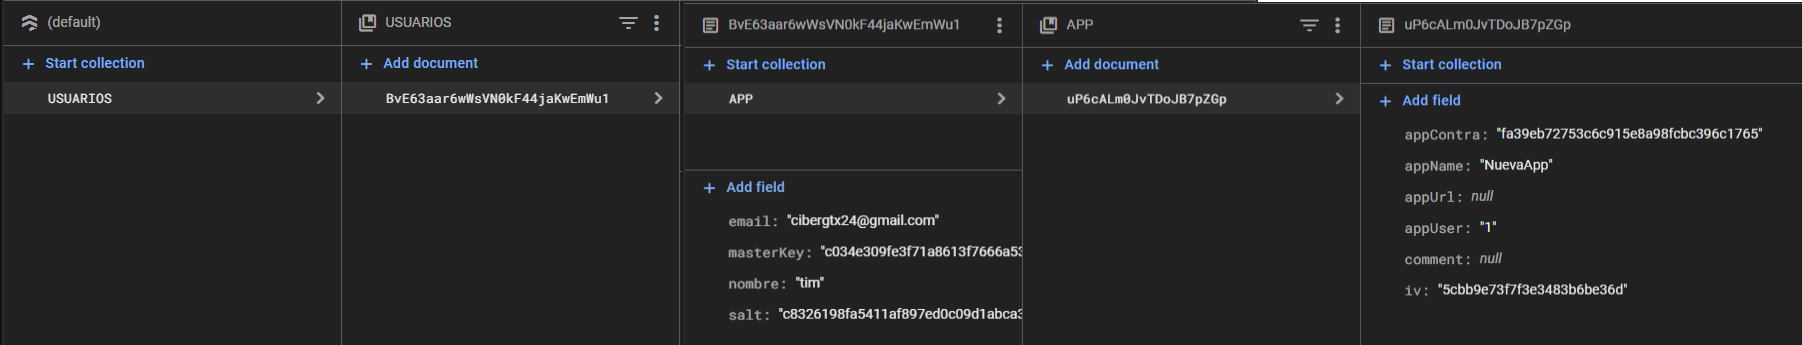 (default)
+ Start collection
USUARIOS
USUARIOS
+ Add document
BvE63aar6wWsVN0kF44jaKwEmWu1
BvE63aar6wWsVN0kF44jaKwEmWu1
+ Start collection
APP
+ Add field
email: "cibergtx24@gmail.com"
masterKey: "c034e309fe3f71a8613f7666a53
nombre: "tim"
salt: "c8326198fa5411af897ed0c09d1abca3
APP
+ Add document
uP6cALm0JvTDoJB7pZGp
uP6cALm0JvTDoJB7pZGp
+ Start collection
+ Add field
appContra: "fa39eb72753c6c915e8a98fcbc396c1765"
appName: "NuevaApp"
appUrl: null
appUser: "1"
comment: null
iv: "5cbb9e73f7f3e3483b6be36d"